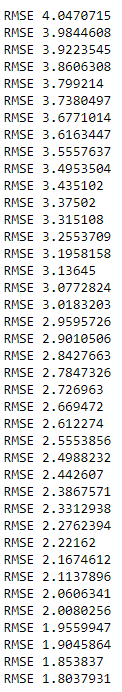 RMSE 4.0470715
RMSE 3.9844608
RMSE 3.9223545
RMSE 3.8606308
RMSE 3.799214
RMSE 3.7380497
RMSE 3.6771014
RMSE 3.6163447
RMSE 3.5557637
RMSE 3.4953504
RMSE 3.435102
RMSE 3.37502
RMSE 3.315108
RMSE 3.2553709
RMSE 3.1958158
RMSE 3.13645
RMSE 3.0772824
RMSE 3.0183203
RMSE 2.9595726
RMSE 2.9010506
RMSE 2.8427663
RMSE 2.7847326
RMSE 2.726963
RMSE 2.669472
RMSE 2.612274
RMSE 2.5553856
RMSE 2.4988232
RMSE 2.442607
RMSE 2.3867571
RMSE 2.3312938
RMSE 2.2762394
RMSE 2.22162
RMSE 2.1674612
RMSE 2.1137896
RMSE 2.0606341
RMSE 2.0080256
RMSE 1.9559947
RMSE 1.9045864
RMSE 1.853837
RMSE 1.8037931